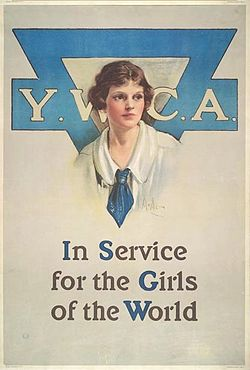 Y.W.C.A.
In Service
for the Girls
of the World